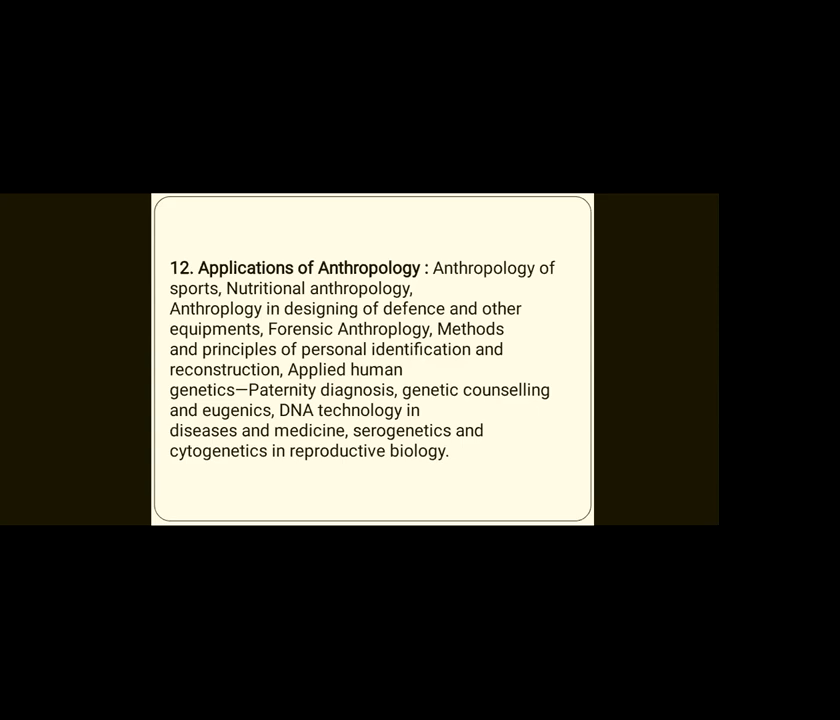 12. Applications of Anthropology : Anthropology of
sports, Nutritional anthropology,
Anthroplogy in designing of defence and other
equipments, Forensic Anthroplogy, Methods
and principles of personal identification and
reconstruction, Applied human
genetics—Paternity diagnosis, genetic counselling
and eugenics, DNA technology in
diseases and medicine, serogenetics and
cytogenetics in reproductive biology.